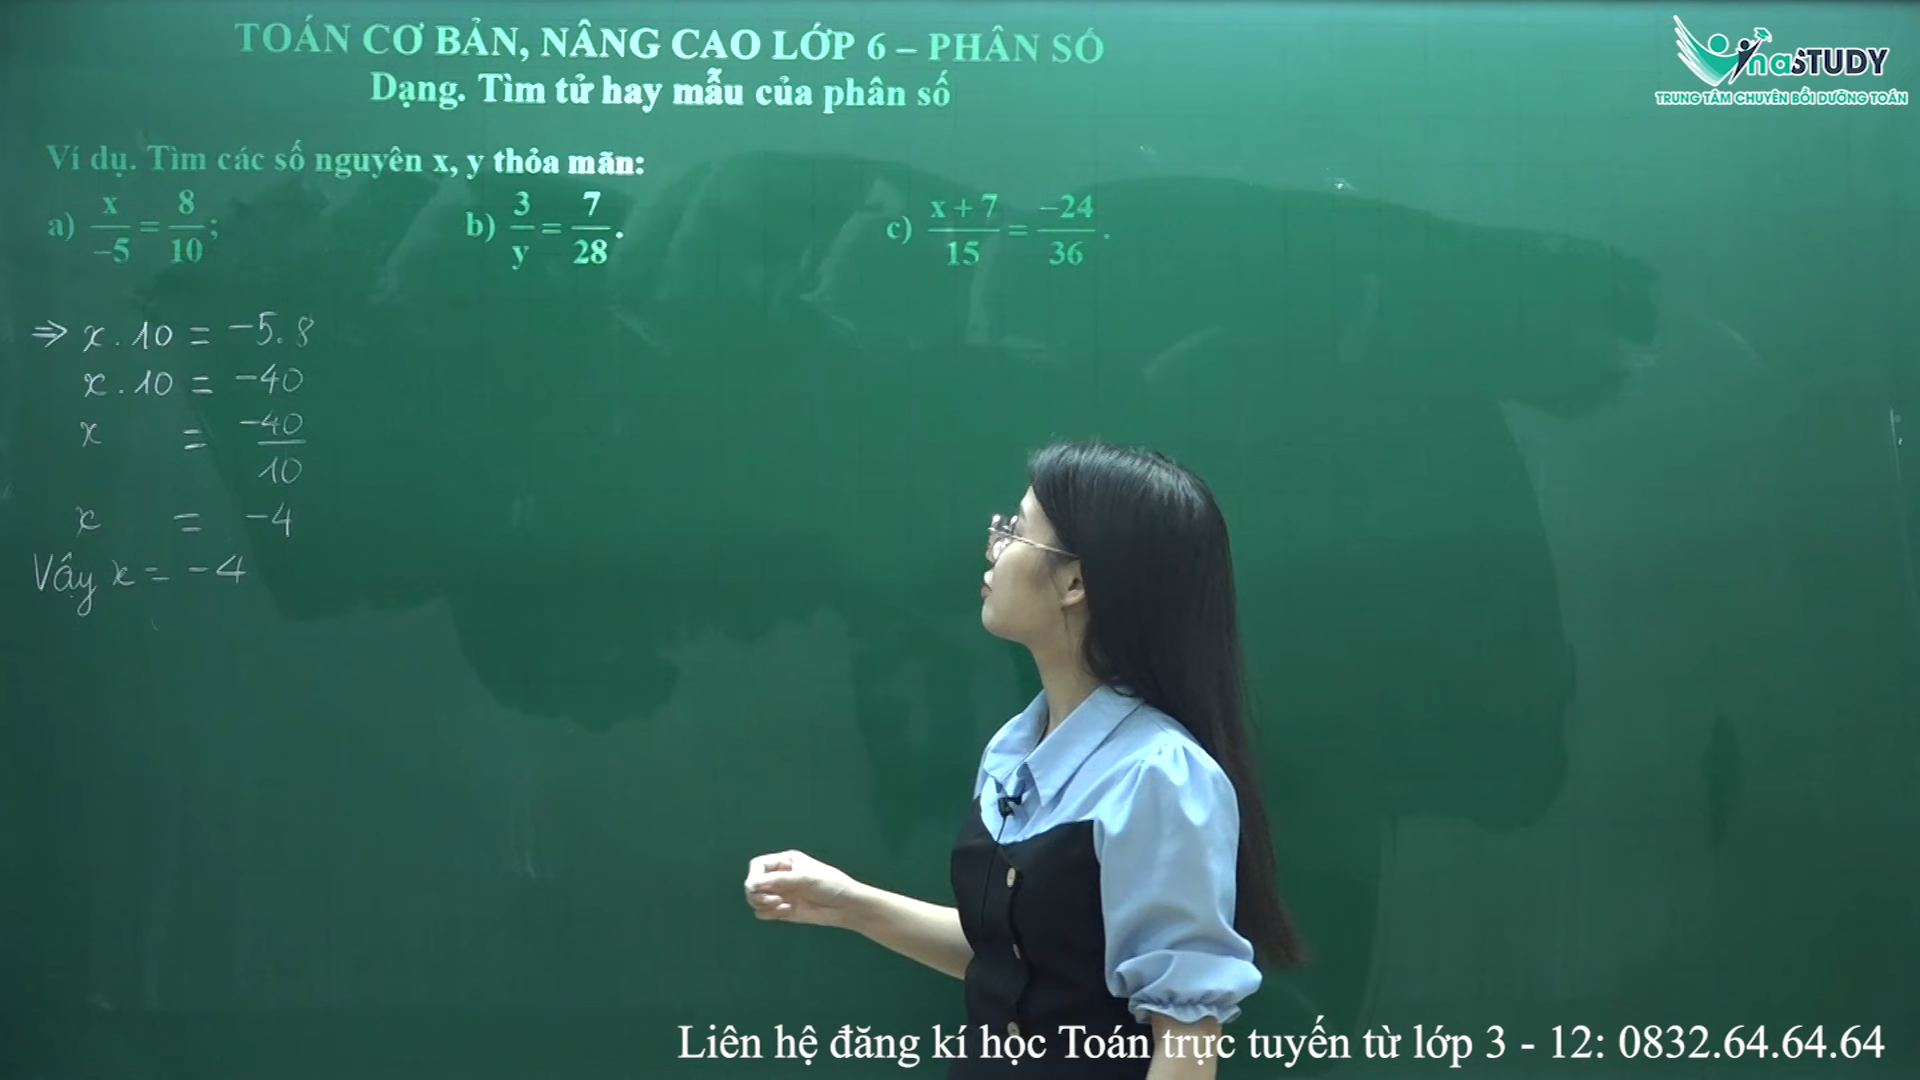 TOÁN CƠ BẢN, NÂNG CAO LỚP 6 – PHÂN SỐ
Dạng. Tìm tử hay mẫu của phân số
VinaSTUDY
TRUNG TÂM CHUYÊN BỒI DƯỠNG TOÁN
Ví dụ. Tìm các số nguyên x, y thỏa mãn:
a) x/−5 = 8/10; b) 3/y = 7/28. c) x + 7/15 = −24/36.
⇒ x . 10 = −5. 8
x . 10 = −40
x = −40/10
x = −4
Vậy x = −4
Liên hệ đăng kí học Toán trực tuyến từ lớp 3 - 12: 0832.64.64.64